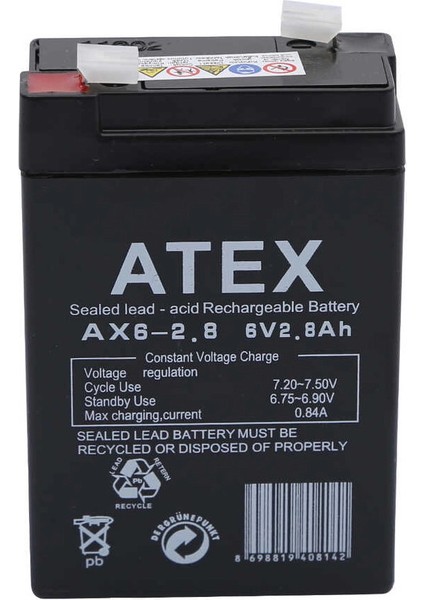 ATEX
Sealed lead - acid Rechargeable Battery
AX6-2.8 6V2.8Ah
Constant Voltage Charge
Voltage regulation
Cycle Use 7.20~7.50V
Standby Use 6.75~6.90V
Max charging,current 0.84A
SEALED LEAD BATTERY MUST BE
RECYCLED OR DISPOSED OF PROPERLY
LEAD
RETURN
RECYCLE
Pb
DERGRÜNEPUNKT
pb
8 698819 408142